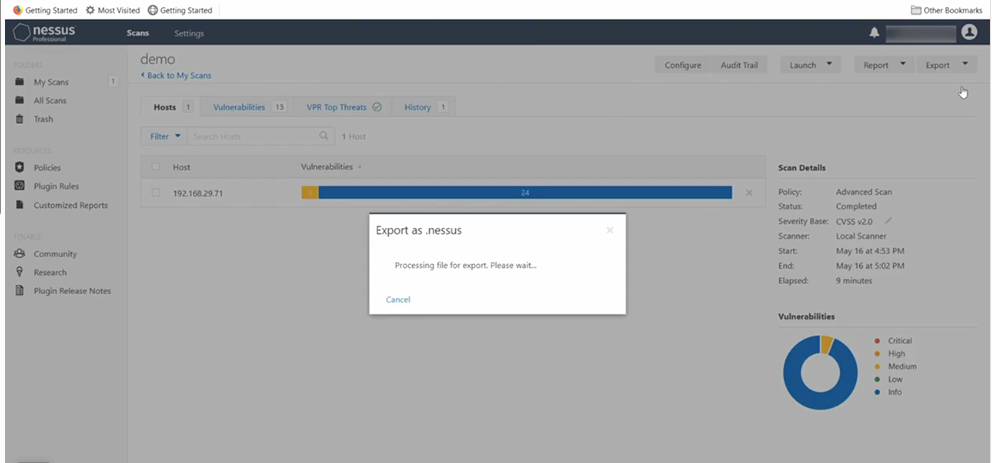 Getting Started Most Visited Getting Started Other Bookmarks
nessus
Professional
Scans Settings
FOLDERS
My Scans 1
All Scans
Trash
RESOURCES
Policies
Plugin Rules
Customized Reports
TENABLE
Community
Research
Plugin Release Notes
demo
Back to My Scans
Configure Audit Trail Launch Report Export
Hosts 1 Vulnerabilities 13 VPR Top Threats History 1
Filter Search Hosts 1 Host
Host Vulnerabilities
192.168.29.71 24
Export as .nessus
Processing file for export. Please wait...
Cancel
Scan Details
Policy: Advanced Scan
Status: Completed
Severity Base: CVSS v2.0
Scanner: Local Scanner
Start: May 16 at 4:53 PM
End: May 16 at 5:02 PM
Elapsed: 9 minutes
Vulnerabilities
Critical
High
Medium
Low
Info